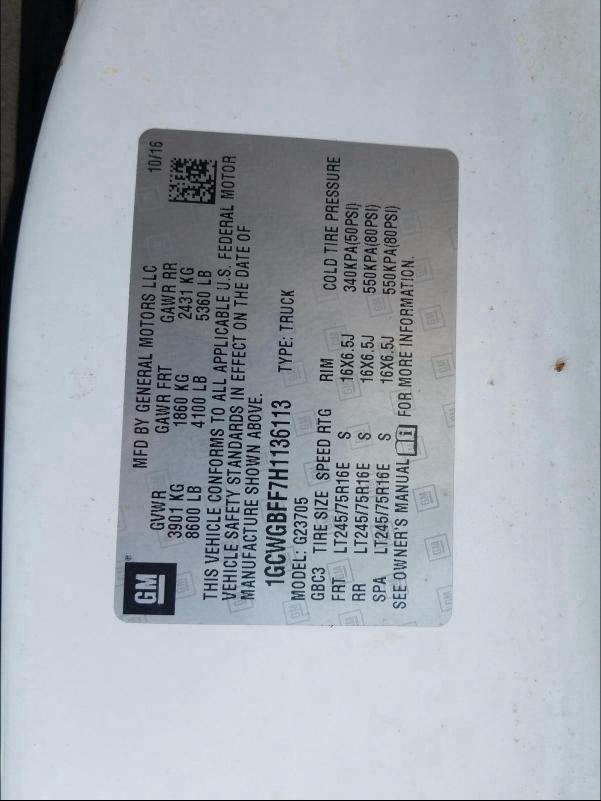 GM®
MFD BY GENERAL MOTORS LLC 10/16
GVWR GAWR FRT GAWR RR
3901 KG 1860 KG 2431 KG
8600 LB 4100 LB 5360 LB
THIS VEHICLE CONFORMS TO ALL APPLICABLE U.S. FEDERAL MOTOR
VEHICLE SAFETY STANDARDS IN EFFECT ON THE DATE OF
MANUFACTURE SHOWN ABOVE.
1GCWGBFF7H1136113 TYPE: TRUCK
MODEL: G23705
GBC3 TIRE SIZE SPEED RTG RIM COLD TIRE PRESSURE
FRT LT245/75R16E S 16X6.5J 340KPA(50PSI)
RR LT245/75R16E S 16X6.5J 550KPA(80PSI)
SPA LT245/75R16E S 16X6.5J 550KPA(80PSI)
SEE OWNER'S MANUAL i FOR MORE INFORMATION.